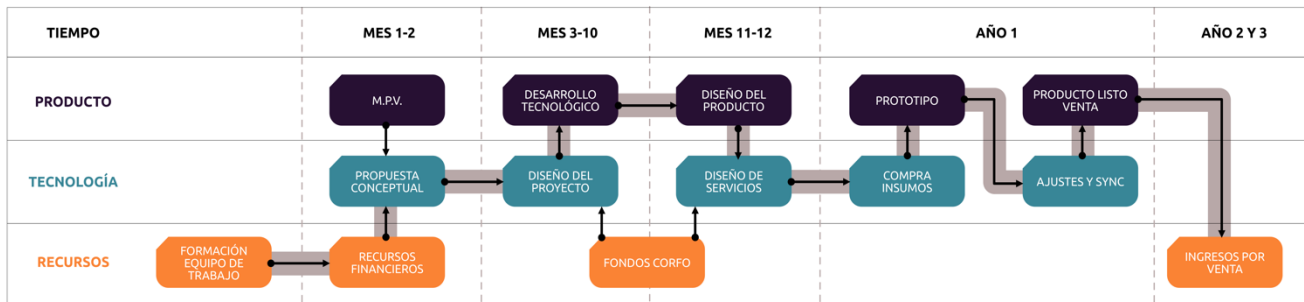 TIEMPO
MES 1-2
MES 3-10
MES 11-12
AÑO 1
AÑO 2 Y 3
PRODUCTO
M.P.V.
DESARROLLO
TECNOLÓGICO
DISEÑO DEL
PRODUCTO
PROTOTIPO
PRODUCTO LISTO
VENTA
TECNOLOGÍA
PROPUESTA
CONCEPTUAL
DISEÑO DEL
PROYECTO
DISEÑO DE
SERVICIOS
COMPRA
INSUMOS
AJUSTES Y SYNC
RECURSOS
FORMACIÓN
EQUIPO DE
TRABAJO
RECURSOS
FINANCIEROS
FONDOS CORFO
INGRESOS POR
VENTA